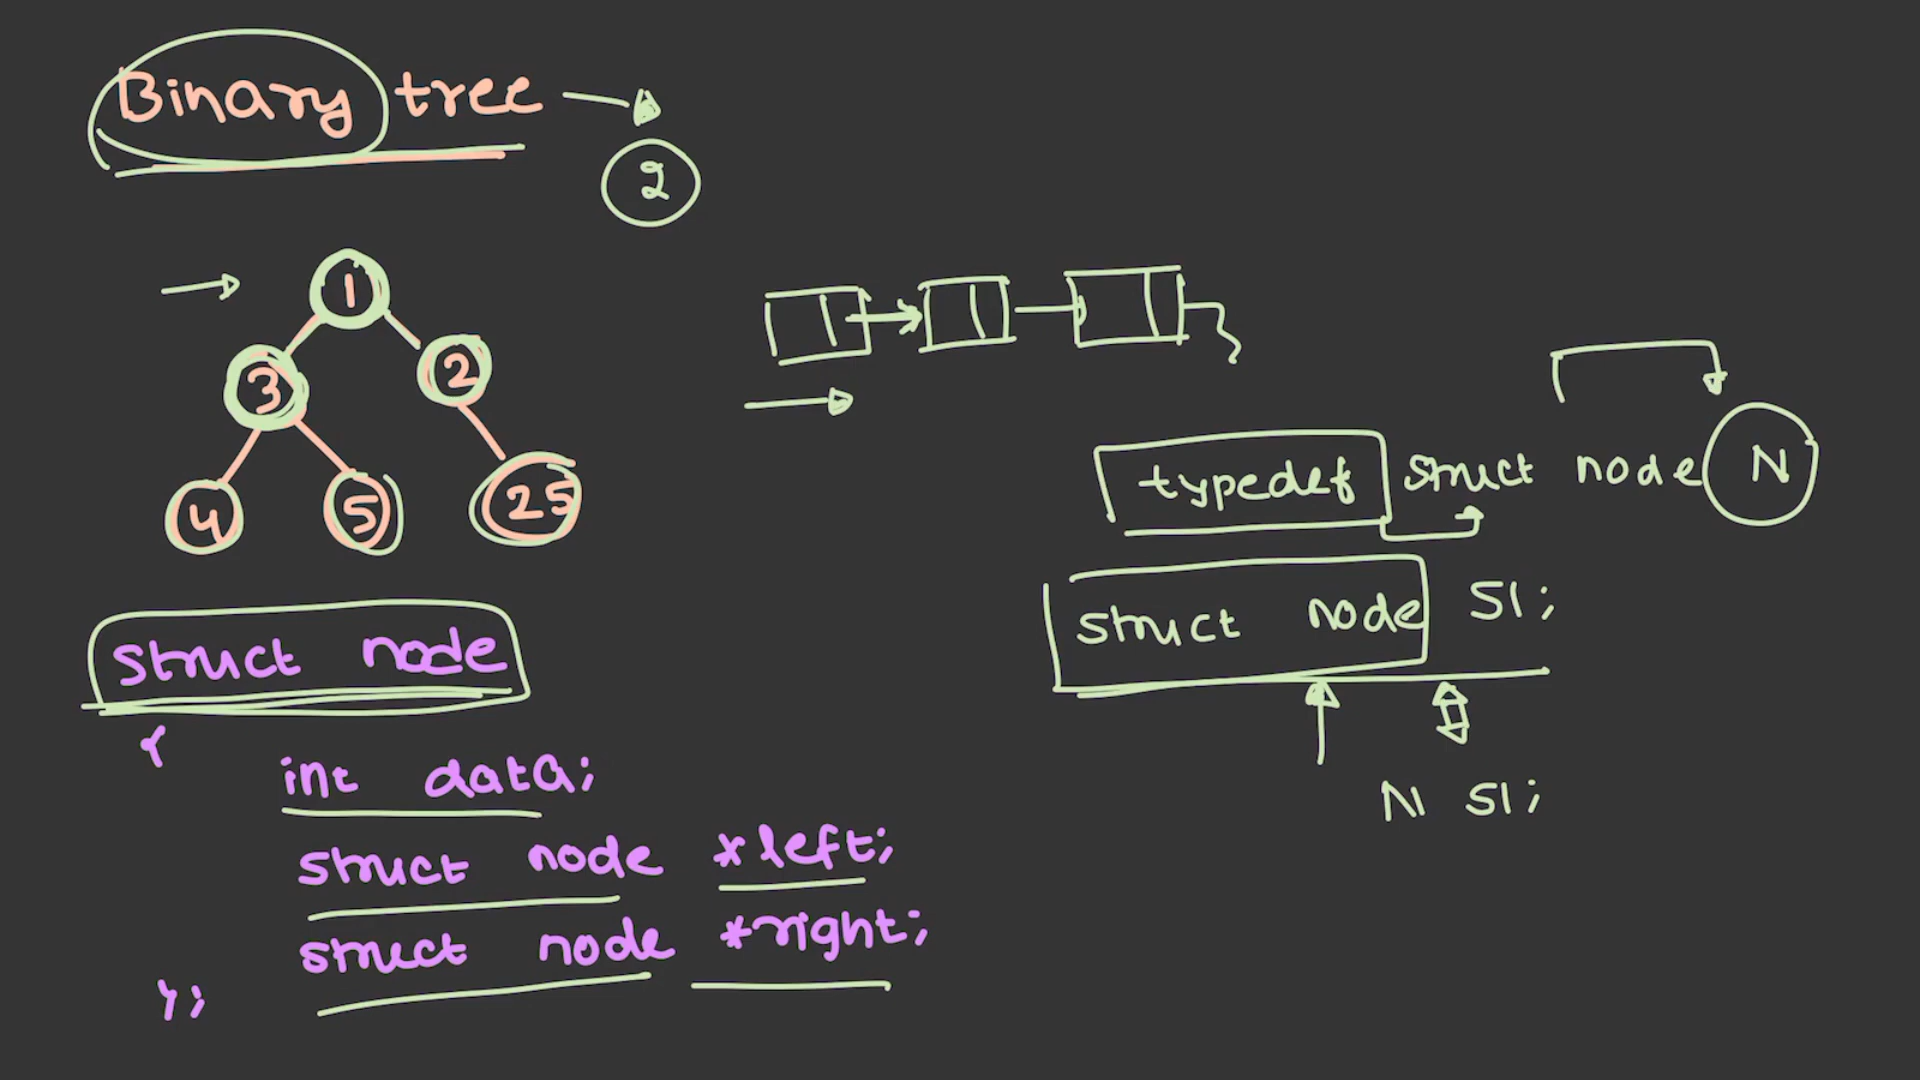 Binary tree
2
1
3 2
4 5 25
typedef struct node N
struct node S1;
N S1;
struct node
{
int data;
struct node *left;
struct node *right;
};